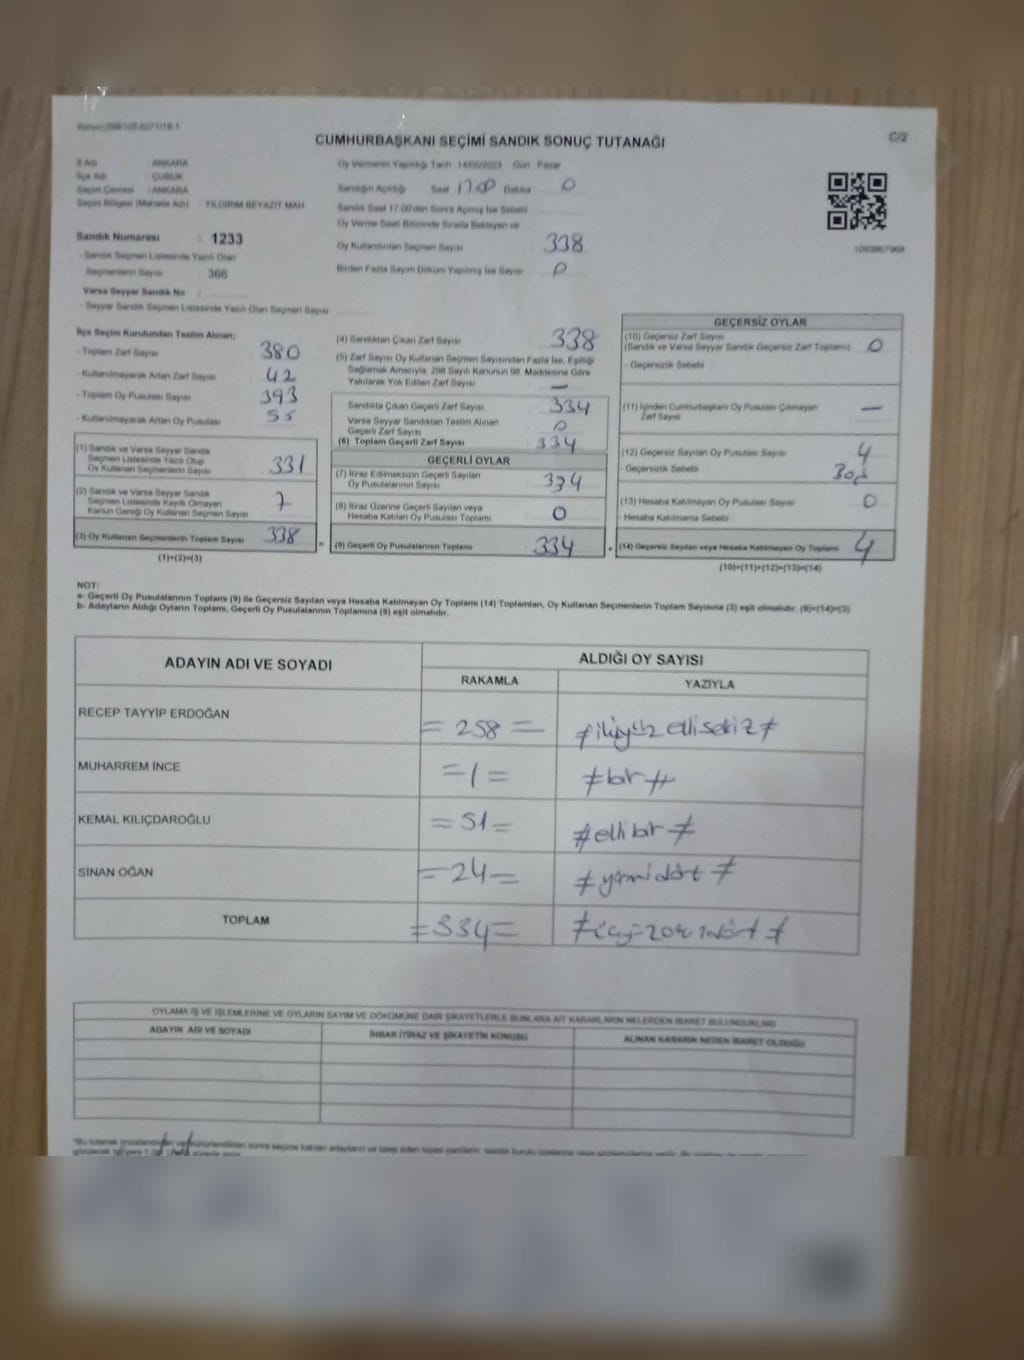 C/2
CUMHURBAŞKANI SEÇİMİ SANDIK SONUÇ TUTANAĞI
İl Adı : ANKARA
İlçe Adı : ÇUBUK
Seçim Çevresi : ANKARA
Seçim Bölgesi (Mahalle Adı) : YILDIRIM BEYAZIT MAH.
Sandık Numarası : 1233
- Sandık Seçmen Listesinde Yazılı Olan
Seçmenlerin Sayısı : 366
Varsa Seyyar Sandık No :
- Seyyar Sandık Seçmen Listesinde Yazılı Olan Seçmen Sayısı
Oy Vermenin Yapıldığı Tarih :14/05/2023 Gün : Pazar
Sandığın Açıldığı Saat 17.00 Dakika 0
Sandık Saat 17.00'den Sonra Açmış İse Sebebi
Oy Verme Saati Bitiminde Sırada Bekleyen ve
Oy Kullandırılan Seçmen Sayısı 338
Birden Fazla Sayım Döküm Yapılmış İse Sayısı : 0
1093867968
İlçe Seçim Kurulundan Teslim Alınan;
- Toplam Zarf Sayısı 380
- Kullanılmayarak Artan Zarf Sayısı 42
- Toplam Oy Pusulası Sayısı 393
- Kullanılmayarak Artan Oy Pusulası 55
(1) Sandık ve Varsa Seyyar Sandık
Seçmen Listesinde Yazılı Olup
Oy Kullanan Seçmenlerin Sayısı 331
(2) Sandık ve Varsa Seyyar Sandık
Seçmen Listesinde Kayıtlı Olmayan
Kanun Gereği Oy Kullanan Seçmen Sayısı 7
(3) Oy Kullanan Seçmenlerin Toplam Sayısı 338
(1)+(2)=(3)
(4) Sandıktan Çıkan Zarf Sayısı 338
(5) Zarf Sayısı Oy Kullanan Seçmen Sayısından Fazla İse, Eşitliği
Sağlamak Amacıyla, 298 Sayılı Kanunun 98. Maddesine Göre
Yakılarak Yok Edilen Zarf Sayısı —
Sandıkta Çıkan Geçerli Zarf Sayısı 334
Varsa Seyyar Sandıktan Teslim Alınan
Geçerli Zarf Sayısı 0
(6) Toplam Geçerli Zarf Sayısı 334
GEÇERLİ OYLAR
(7) İtiraz Edilmeksizin Geçerli Sayılan
Oy Pusulalarının Sayısı 334
(8) İtiraz Üzerine Geçerli Sayılan veya
Hesaba Katılan Oy Pusulası Toplamı 0
= (9) Geçerli Oy Pusulalarının Toplamı 334
GEÇERSİZ OYLAR
(10) Geçersiz Zarf Sayısı
(Sandık ve Varsa Seyyar Sandık Geçersiz Zarf Toplamı) 0
- Geçersizlik Sebebi
(11) İçinden Cumhurbaşkanı Oy Pusulası Çıkmayan
Zarf Sayısı —
(12) Geçersiz Sayılan Oy Pusulası Sayısı 4
- Geçersizlik Sebebi
(13) Hesaba Katılmayan Oy Pusulası Sayısı 0
- Hesaba Katılmama Sebebi
+ (14) Geçersiz Sayılan veya Hesaba Katılmayan Oy Toplamı 4
(10)+(11)+(12)+(13)=(14)
NOT:
a- Geçerli Oy Pusulalarının Toplamı (9) ile Geçersiz Sayılan veya Hesaba Katılmayan Oy Toplamı (14) Toplamları, Oy Kullanan Seçmenlerin Toplam Sayısına (3) eşit olmalıdır. (9)+(14)=(3)
b- Adayların Aldığı Oyların Toplamı, Geçerli Oy Pusulalarının Toplamına (9) eşit olmalıdır.
ADAYIN ADI VE SOYADI
ALDIĞI OY SAYISI
RAKAMLA YAZIYLA
RECEP TAYYİP ERDOĞAN = 258 = ≠ ikiyüz ellisekiz ≠
MUHARREM İNCE = 1 = ≠ bir ≠
KEMAL KILIÇDAROĞLU = 51 = ≠ elli bir ≠
SİNAN OĞAN = 24 = ≠ yirmidört ≠
TOPLAM = 334 =
OYLAMA İŞ VE İŞLEMLERİNE VE OYLARIN SAYIM VE DÖKÜMÜNE DAİR ŞİKAYETLERLE BUNLARA AİT KARARLARIN NELERDEN İBARET BULUNDUKLARI
ADAYIN ADI VE SOYADI İHBAR İTİRAZ VE ŞİKAYETİN KONUSU ALINAN KARARIN NEDEN İBARET OLDUĞU